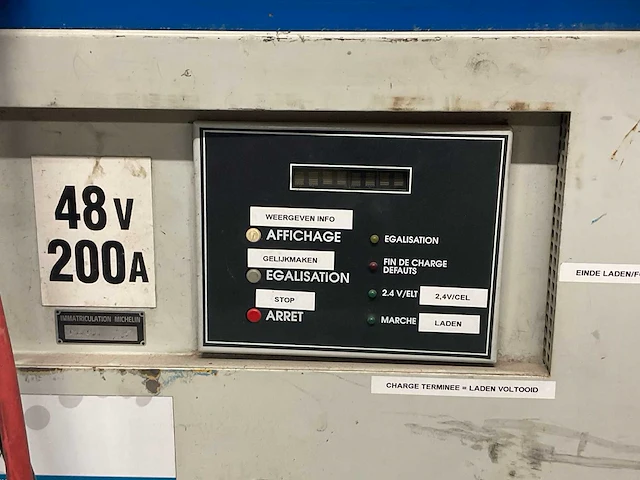 48 V
200A
IMMATRICULATION MICHELIN
WEERGEVEN INFO
AFFICHAGE
GELIJKMAKEN
EGALISATION
STOP
ARRET
EGALISATION
FIN DE CHARGE
DEFAUTS
2.4 V/ELT
2,4V/CEL
MARCHE
LADEN
EINDE LADEN/
CHARGE TERMINEE = LADEN VOLTOOID